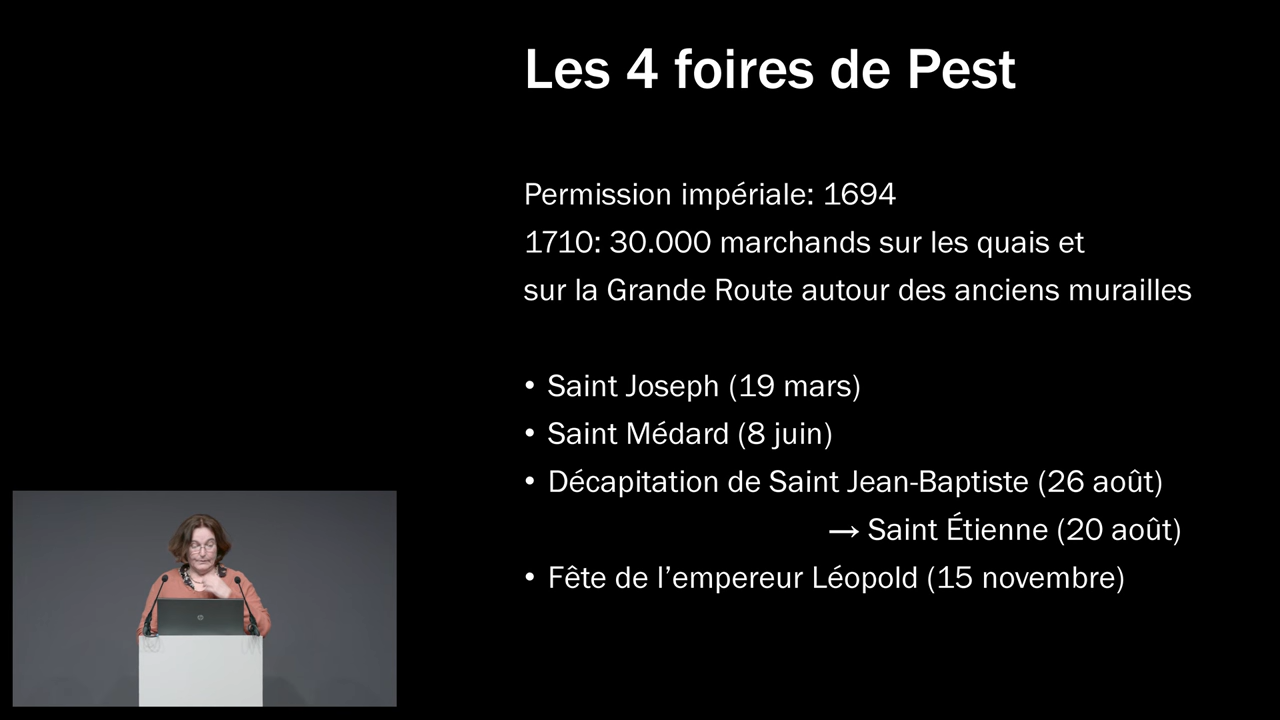 Les 4 foires de Pest
Permission impériale: 1694
1710: 30.000 marchands sur les quais et
sur la Grande Route autour des anciens murailles
• Saint Joseph (19 mars)
• Saint Médard (8 juin)
• Décapitation de Saint Jean-Baptiste (26 août)
→ Saint Étienne (20 août)
• Fête de l’empereur Léopold (15 novembre)